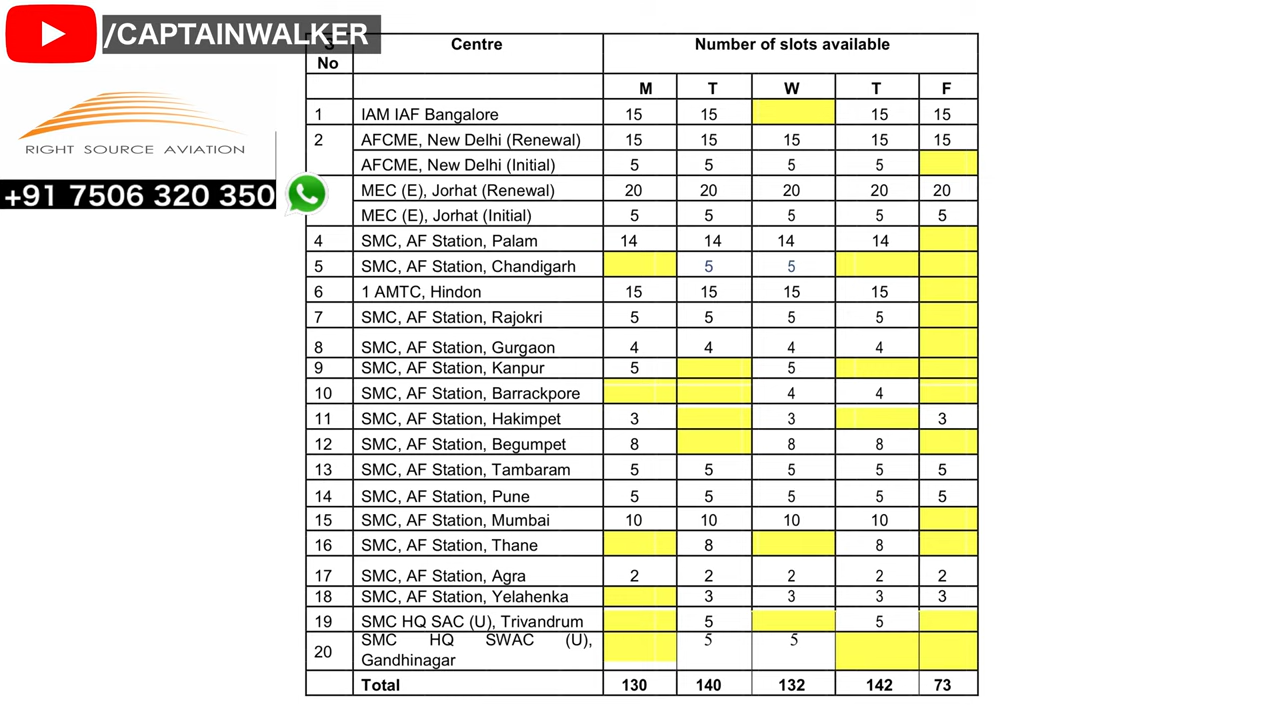 /CAPTAINWALKER
RIGHT SOURCE AVIATION
+91 7506 320 350
S No Centre Number of slots available
M T W T F
1 IAM IAF Bangalore 15 15 15 15
2 AFCME, New Delhi (Renewal) 15 15 15 15 15
AFCME, New Delhi (Initial) 5 5 5 5
MEC (E), Jorhat (Renewal) 20 20 20 20 20
MEC (E), Jorhat (Initial) 5 5 5 5 5
4 SMC, AF Station, Palam 14 14 14 14
5 SMC, AF Station, Chandigarh 5 5
6 1 AMTC, Hindon 15 15 15 15
7 SMC, AF Station, Rajokri 5 5 5 5
8 SMC, AF Station, Gurgaon 4 4 4 4
9 SMC, AF Station, Kanpur 5 5
10 SMC, AF Station, Barrackpore 4 4
11 SMC, AF Station, Hakimpet 3 3 3
12 SMC, AF Station, Begumpet 8 8 8
13 SMC, AF Station, Tambaram 5 5 5 5 5
14 SMC, AF Station, Pune 5 5 5 5 5
15 SMC, AF Station, Mumbai 10 10 10 10
16 SMC, AF Station, Thane 8 8
17 SMC, AF Station, Agra 2 2 2 2 2
18 SMC, AF Station, Yelahenka 3 3 3 3
19 SMC HQ SAC (U), Trivandrum 5 5
20 SMC HQ SWAC (U), 5 5
Gandhinagar
Total 130 140 132 142 73